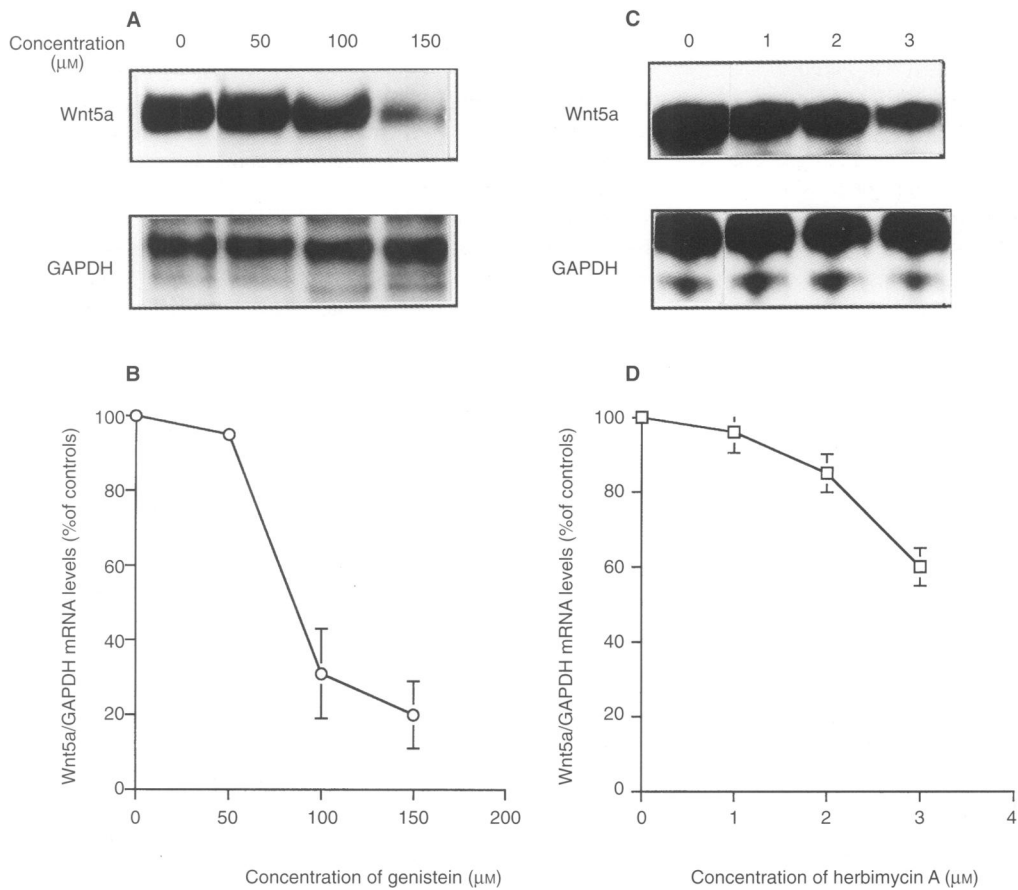 A
Concentration
(μM)
0 50 100 150
Wnt5a
GAPDH
B
Wnt5a/GAPDH mRNA levels (%of controls)
100
80
60
40
20
0
0 50 100 150 200
Concentration of genistein (μM)
C
0 1 2 3
Wnt5a
GAPDH
D
Wnt5a/GAPDH mRNA levels (% of controls)
100
80
60
40
20
0
0 1 2 3 4
Concentration of herbimycin A (μM)